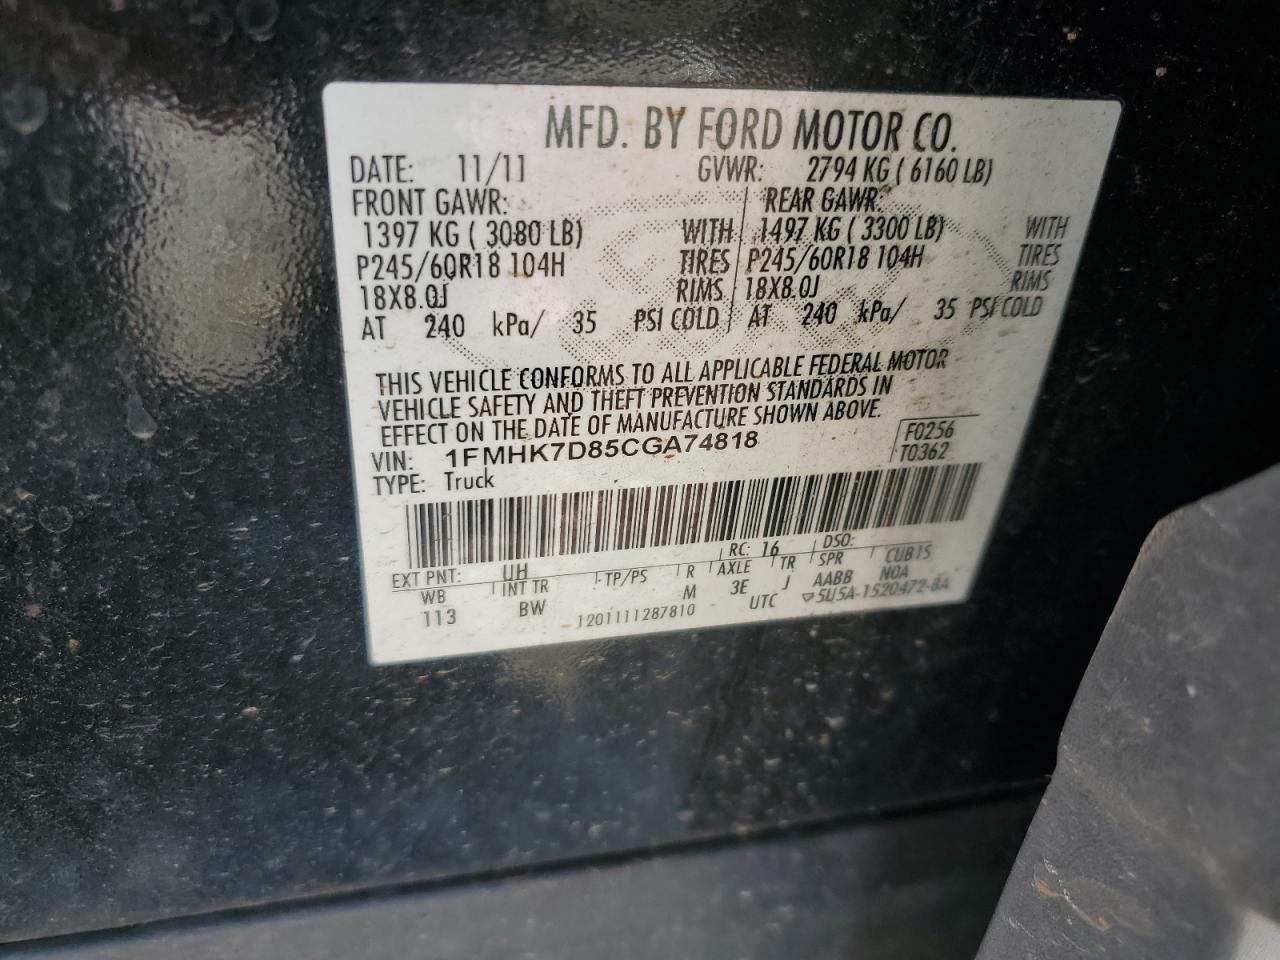 MFD. BY FORD MOTOR CO.
DATE: 11/11 GVWR: 2794 KG ( 6160 LB)
FRONT GAWR: REAR GAWR:
1397 KG ( 3080 LB) WITH 1497 KG ( 3300 LB) WITH
P245/60R18 104H TIRES P245/60R18 104H TIRES
18X8.0J RIMS 18X8.0J RIMS
AT 240 kPa/ 35 PSI COLD AT 240 kPa/ 35 PSI COLD
THIS VEHICLE CONFORMS TO ALL APPLICABLE FEDERAL MOTOR
VEHICLE SAFETY AND THEFT PREVENTION STANDARDS IN
EFFECT ON THE DATE OF MANUFACTURE SHOWN ABOVE.
VIN: 1FMHK7D85CGA74818 F0256
TYPE: Truck T0362
EXT PNT: UH RC: 16 DSO:
WB INT TR TP/PS R AXLE TR SPR CUBIS
113 BW M 3E J AABB NOA
1201111287810 UTC ▽5U5A-1520472-BA